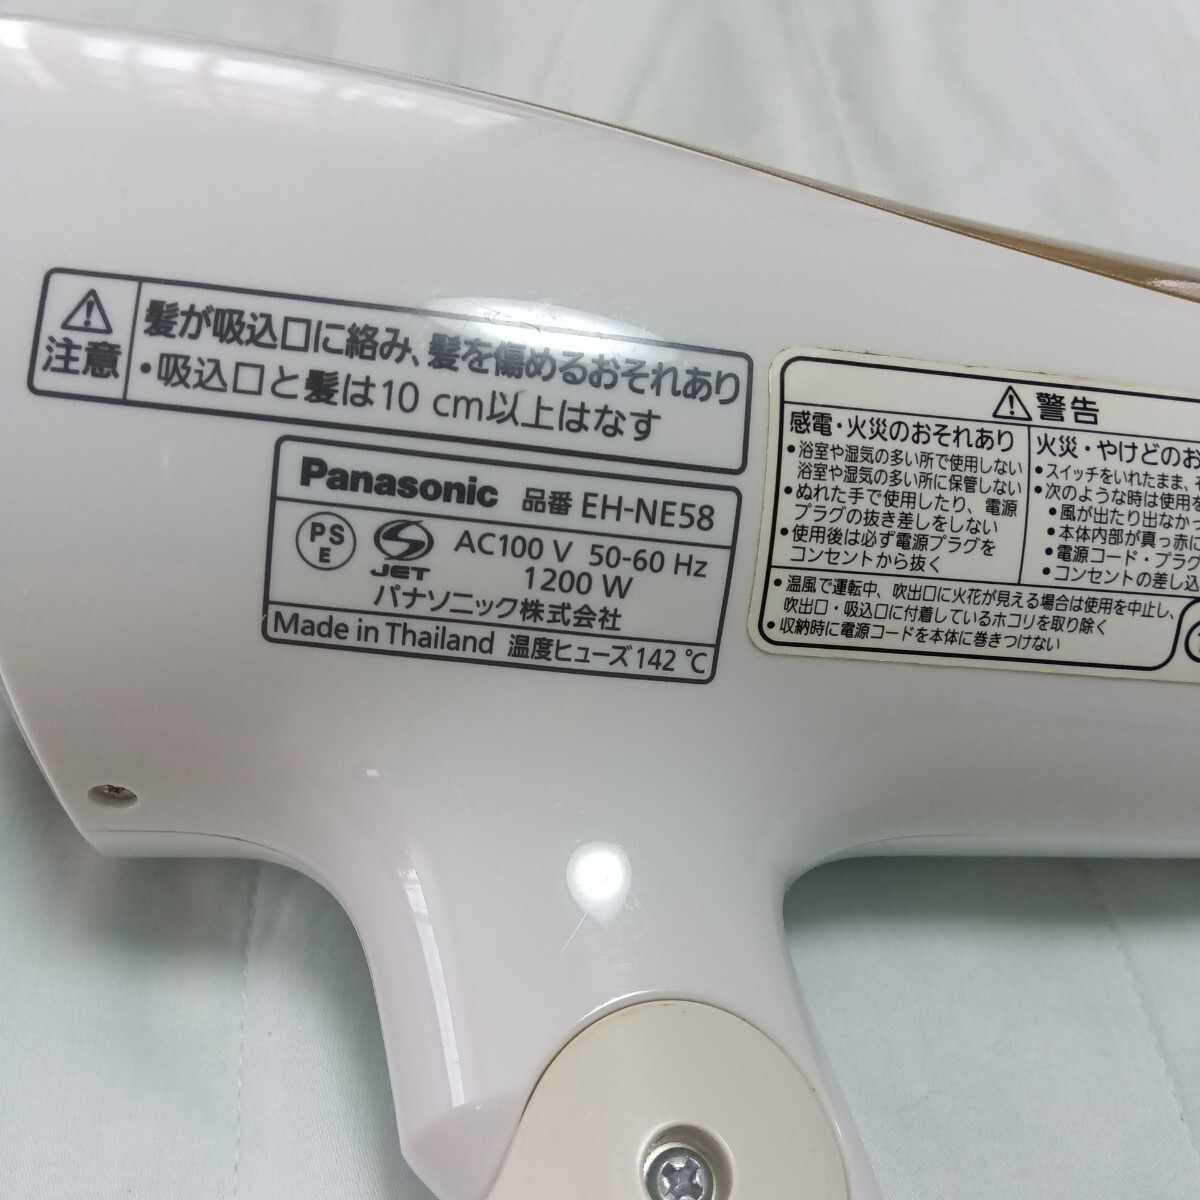 注意
髪が吸込口に絡み、髪を傷めるおそれあり
・吸込口と髪は10 cm以上はなす
Panasonic 品番 EH-NE58
PS
E
JET
AC100 V 50-60 Hz
1200 W
パナソニック株式会社
Made in Thailand 温度ヒューズ142 ℃
警告
感電・火災のおそれあり
•浴室や湿気の多い所で使用しない
浴室や湿気の多い所に保管しない
•ぬれた手で使用したり、電源
プラグの抜き差しをしない
•使用後は必ず電源プラグを
コンセントから抜く
火災・やけどのお
•スイッチをいれたまま、そ
•次のような時は使用を
•風が出たり出なかっ
•本体内部が真っ赤に
•電源コード・プラグ
•コンセントの差し込
•温風で運転中、吹出口に火花が見える場合は使用を中止し、
吹出口・吸込口に付着しているホコリを取り除く
•収納時に電源コードを本体に巻きつけない